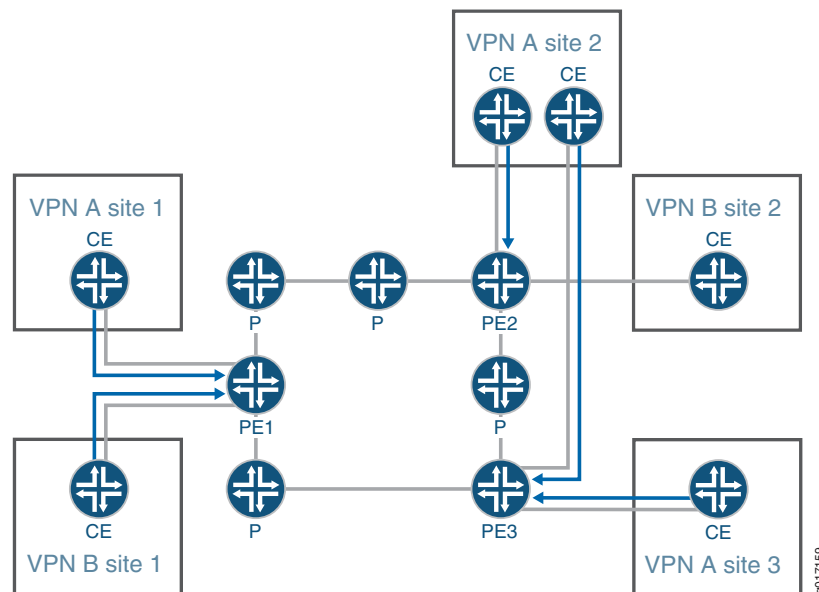 VPN A site 2
CE CE
VPN A site 1
CE
VPN B site 2
CE
P
P
PE2
PE1
P
CE
VPN B site 1
P
PE3
CE
VPN A site 3